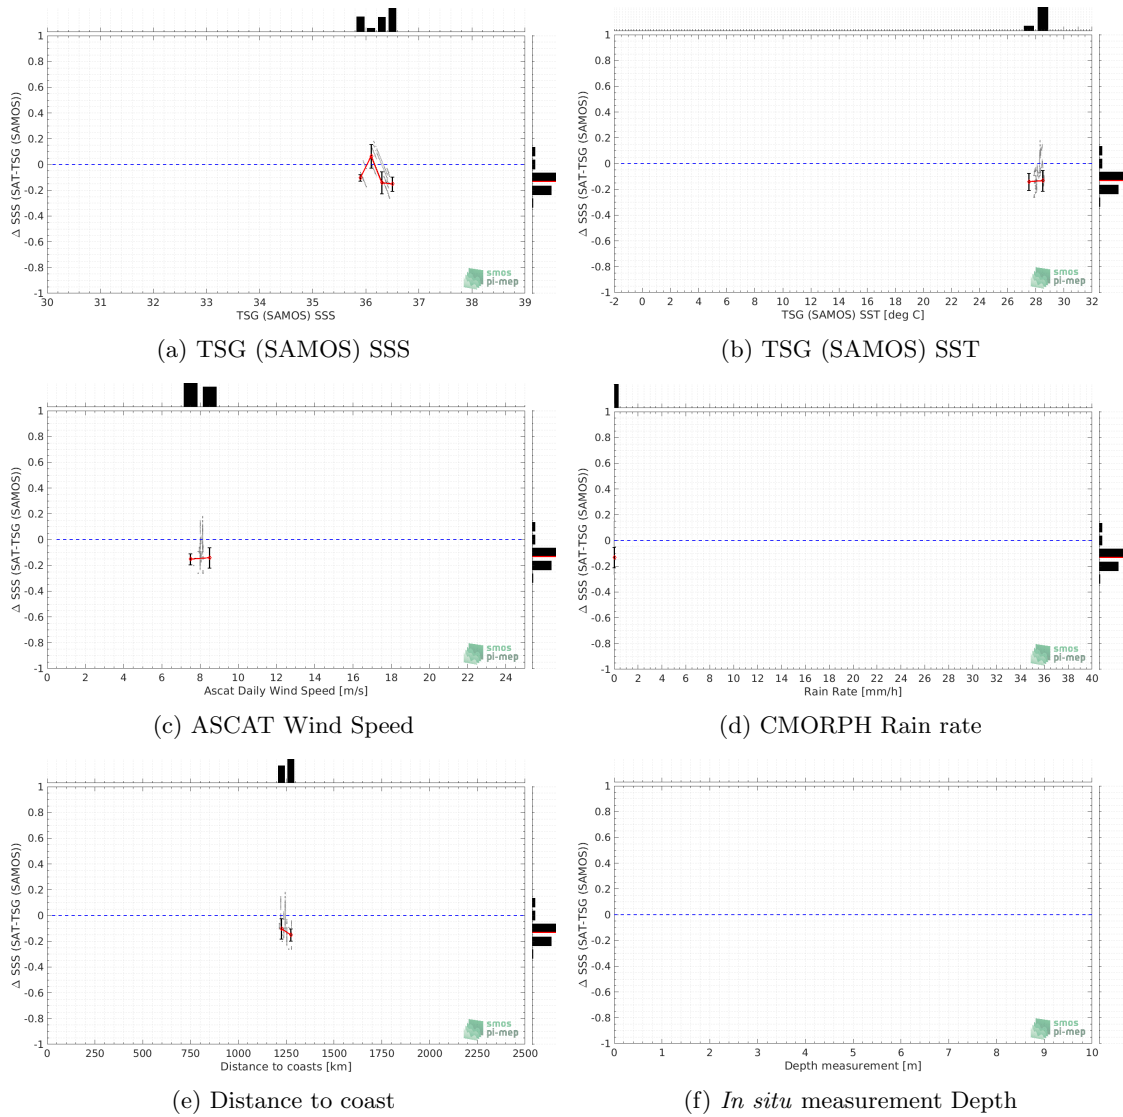 1
0.8
0.6
0.4
0.2
0
-0.2
-0.4
-0.6
-0.8
-1
Δ SSS (SAT-TSG (SAMOS))
smos
pi-mep
30 31 32 33 34 35 36 37 38 39
TSG (SAMOS) SSS
(a) TSG (SAMOS) SSS
1
0.8
0.6
0.4
0.2
0
-0.2
-0.4
-0.6
-0.8
-1
Δ SSS (SAT-TSG (SAMOS))
smos
pi-mep
-2 0 2 4 6 8 10 12 14 16 18 20 22 24 26 28 30 32
TSG (SAMOS) SST [deg C]
(b) TSG (SAMOS) SST
1
0.8
0.6
0.4
0.2
0
-0.2
-0.4
-0.6
-0.8
-1
Δ SSS (SAT-TSG (SAMOS))
smos
pi-mep
0 2 4 6 8 10 12 14 16 18 20 22 24
Ascat Daily Wind Speed [m/s]
(c) ASCAT Wind Speed
1
0.8
0.6
0.4
0.2
0
-0.2
-0.4
-0.6
-0.8
-1
Δ SSS (SAT-TSG (SAMOS))
smos
pi-mep
0 2 4 6 8 10 12 14 16 18 20 22 24 26 28 30 32 34 36 38 40
Rain Rate [mm/h]
(d) CMORPH Rain rate
1
0.8
0.6
0.4
0.2
0
-0.2
-0.4
-0.6
-0.8
-1
Δ SSS (SAT-TSG (SAMOS))
smos
pi-mep
0 250 500 750 1000 1250 1500 1750 2000 2250 2500
Distance to coasts [km]
(e) Distance to coast
1
0.8
0.6
0.4
0.2
0
-0.2
-0.4
-0.6
-0.8
-1
Δ SSS (SAT-TSG (SAMOS))
smos
pi-mep
0 1 2 3 4 5 6 7 8 9 10
Depth measurement [m]
(f) In situ measurement Depth